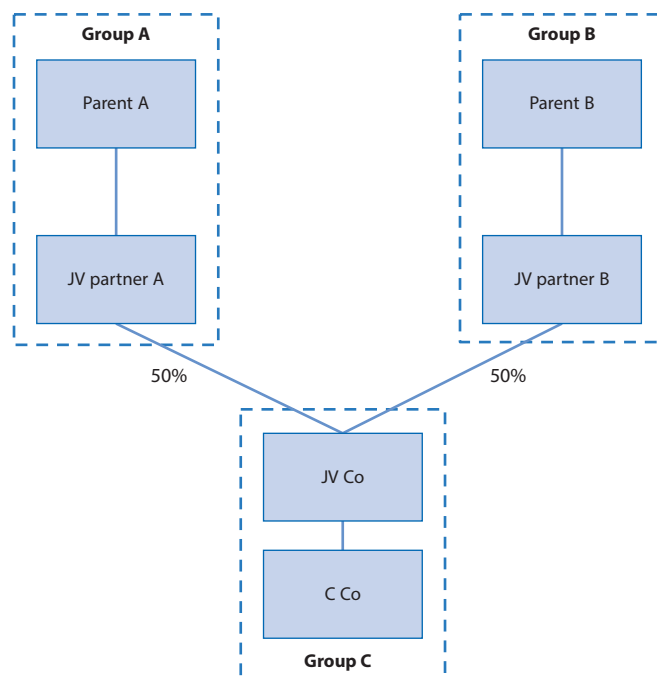 Group A
Group B
Parent A
Parent B
JV partner A
JV partner B
50%
50%
JV Co
C Co
Group C